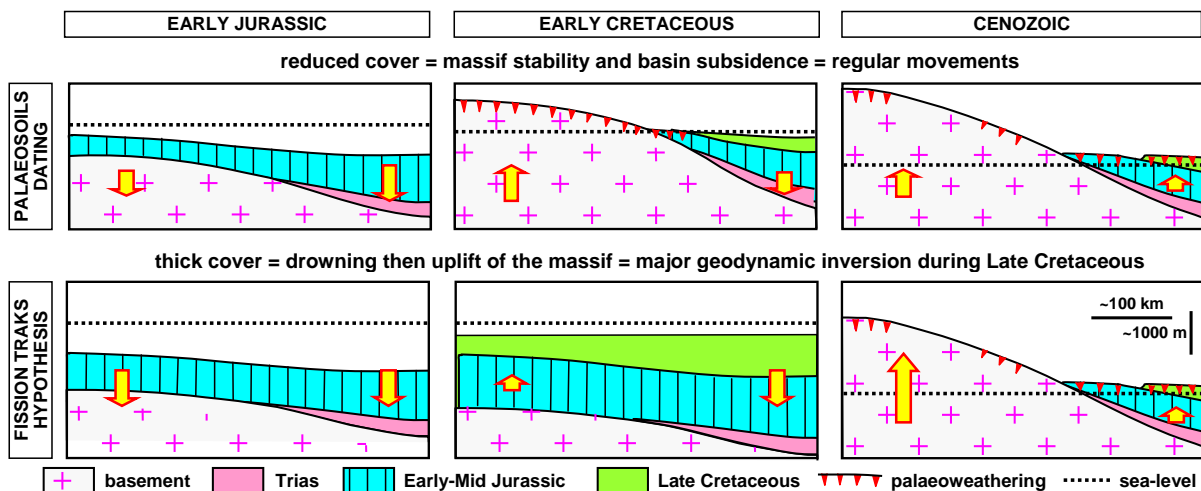 EARLY JURASSIC
EARLY CRETACEOUS
CENOZOIC
reduced cover = massif stability and basin subsidence = regular movements
PALAEOSOILS
DATING
thick cover = drowning then uplift of the massif = major geodynamic inversion during Late Cretaceous
FISSION TRAKS
HYPOTHESIS
~100 km
~1000 m
basement
Trias
Early-Mid Jurassic
Late Cretaceous
palaeoweathering
sea-level